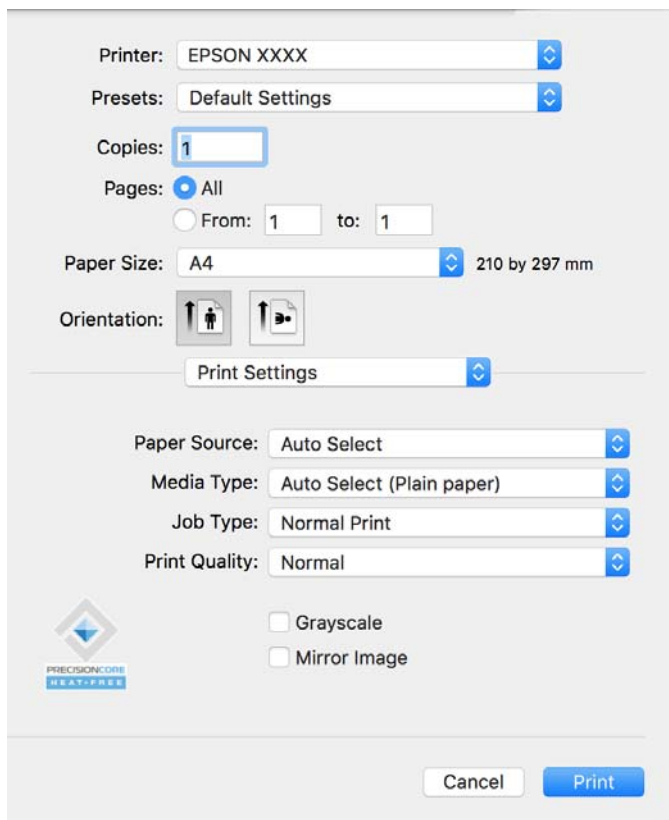 Printer: EPSON XXXX
Presets: Default Settings
Copies: 1
Pages: All
From: 1 to: 1
Paper Size: A4 210 by 297 mm
Orientation:
Print Settings
Paper Source: Auto Select
Media Type: Auto Select (Plain paper)
Job Type: Normal Print
Print Quality: Normal
Grayscale
Mirror Image
PRECISIONCORE
HEAT-FREE
Cancel Print